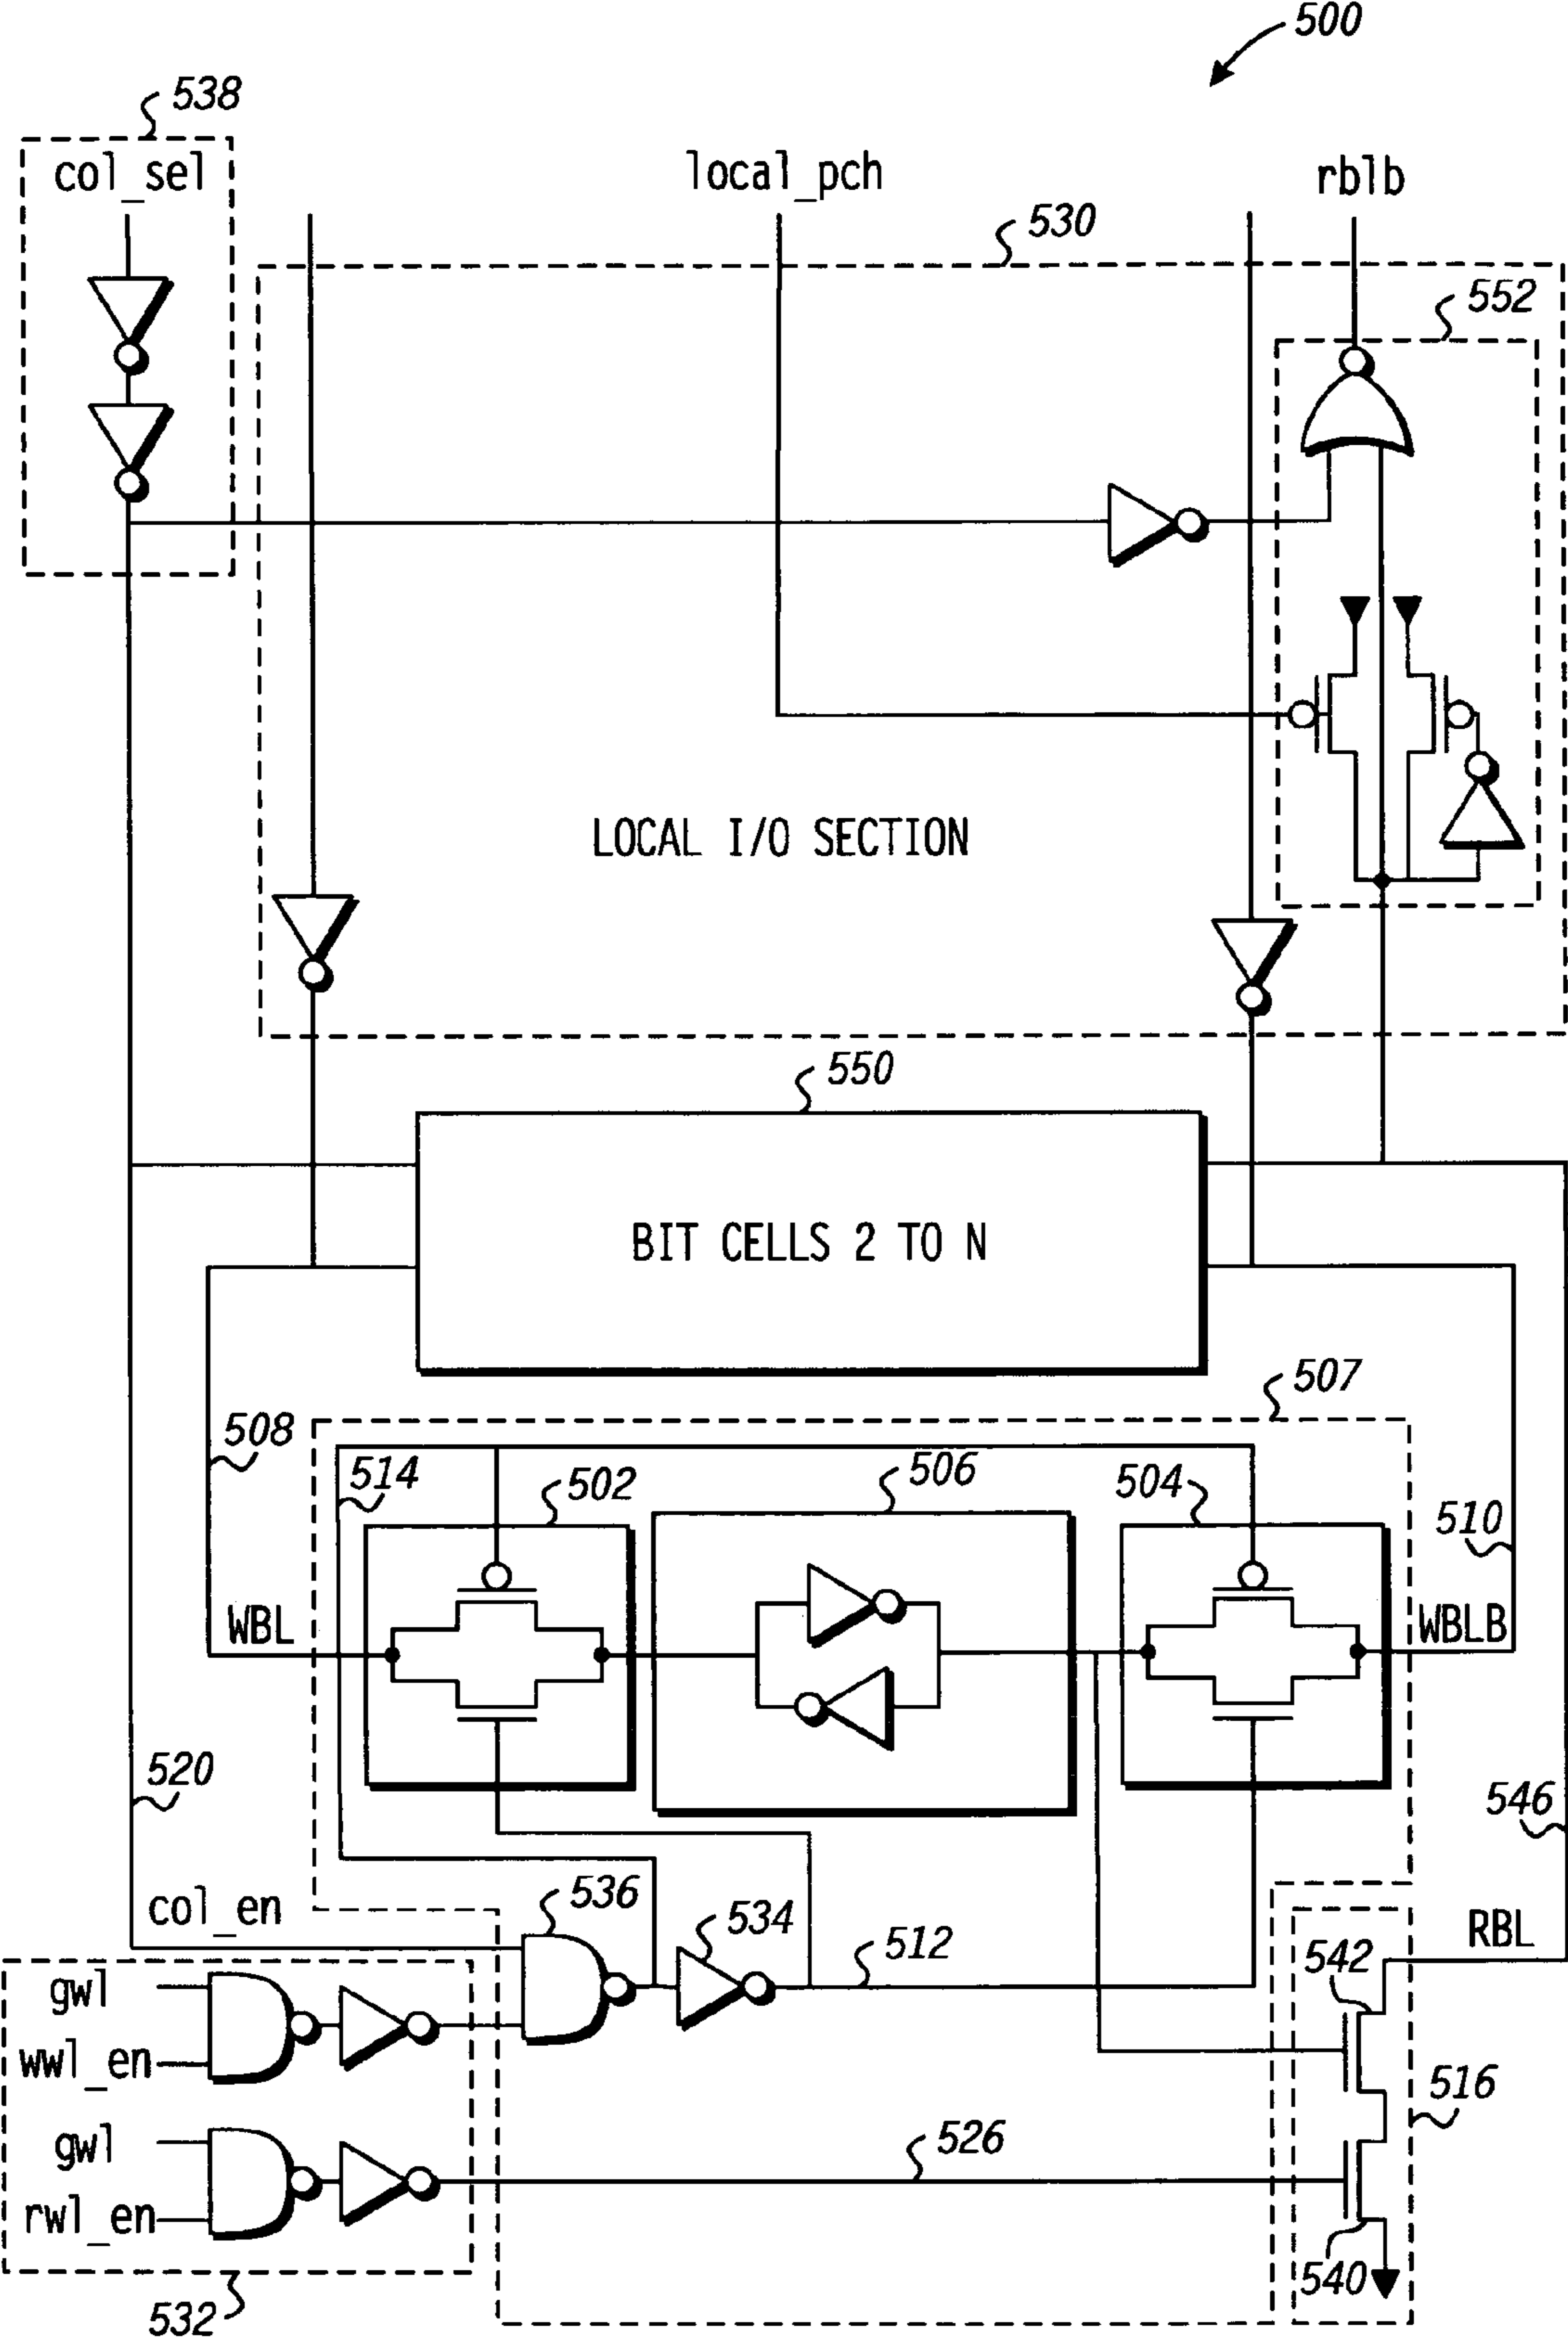 500
538
col_sel
local_pch
rblb
530
552
LOCAL I/O SECTION
550
BIT CELLS 2 TO N
507
508
514
502
506
504
510
WBL
WBLB
520
546
col_en
536
534
512
RBL
542
gwl
wwl_en
516
gwl
526
rwl_en
540
532